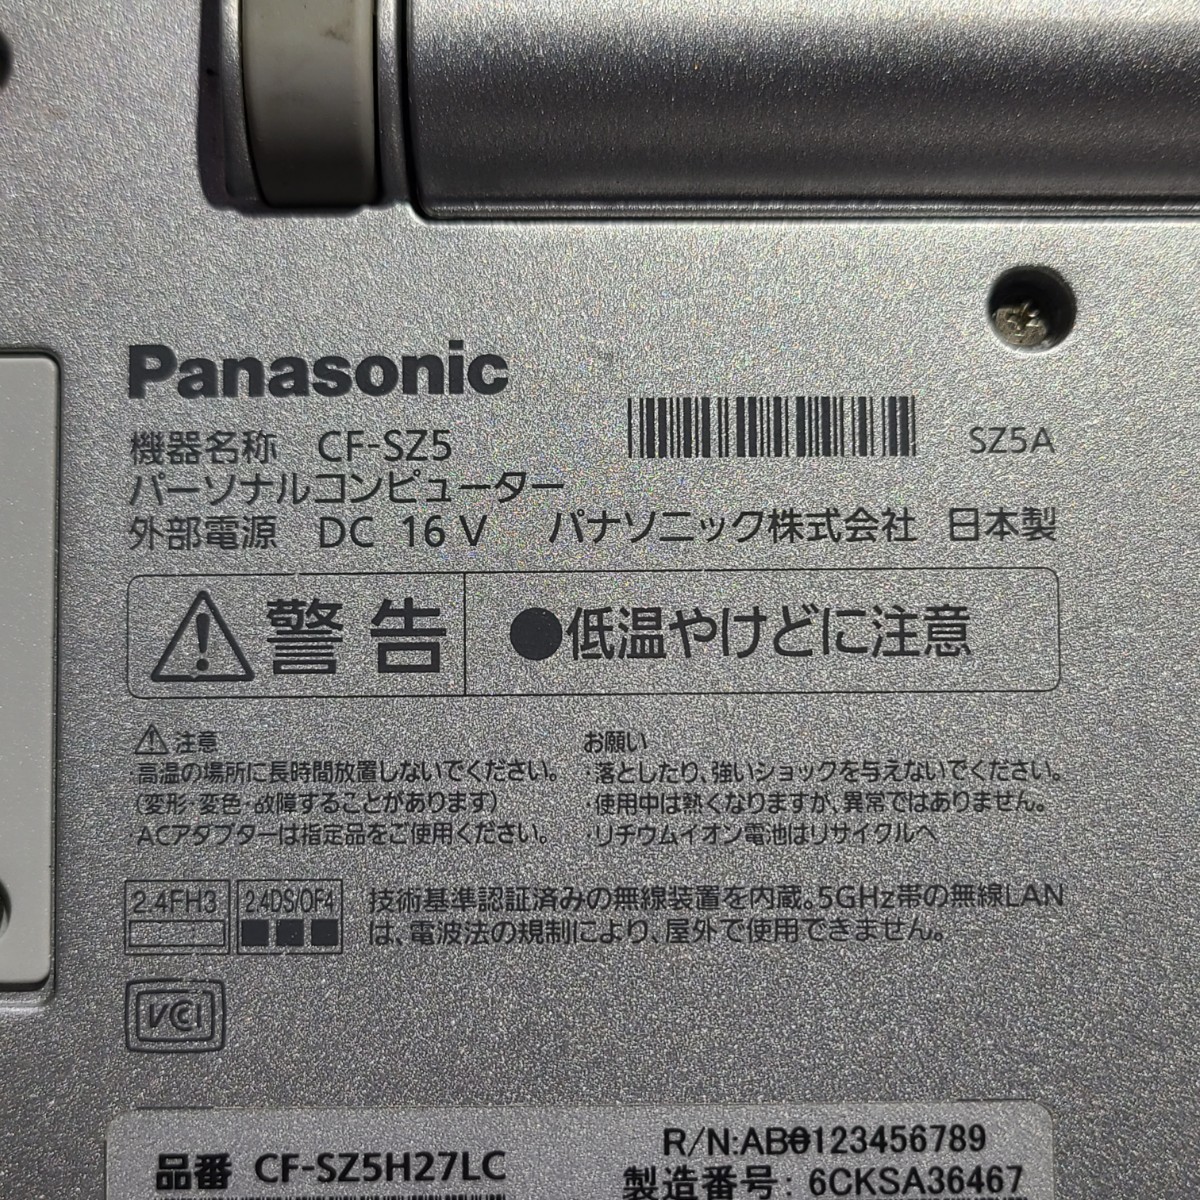 Panasonic
機器名称 CF-SZ5
SZ5A
パーソナルコンピューター
外部電源 DC 16V パナソニック株式会社 日本製
警告 ●低温やけどに注意
注意
・高温の場所に長時間放置しないでください。
(変形・変色・故障することがあります)
・ACアダプターは指定品をご使用ください。
お願い
・落としたり、強いショックを与えないでください。
・使用中は熱くなりますが、異常ではありません。
・リチウムイオン電池はリサイクルへ
2.4FH3
2.4DS/OF4
技術基準認証済みの無線装置を内蔵。5GHz帯の無線LAN
は、電波法の規制により、屋外で使用できません。
VCCI
R/N:AB0123456789
品番 CF-SZ5H27LC
製造番号: 6CKSA36467